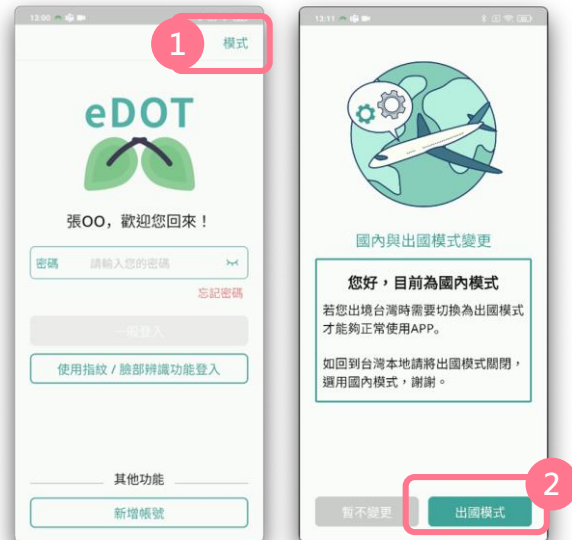 13:00
1
模式
eDOT
張OO，歡迎您回來！
密碼 請輸入您的密碼
忘記密碼
一般登入
使用指紋 / 臉部辨識功能登入
其他功能
新增帳號
13:11
國內與出國模式變更
您好，目前為國內模式
若您出境台灣時需要切換為出國模式
才能夠正常使用APP。
如回到台灣本地請將出國模式關閉，
選用國內模式，謝謝。
2
暫不變更
出國模式